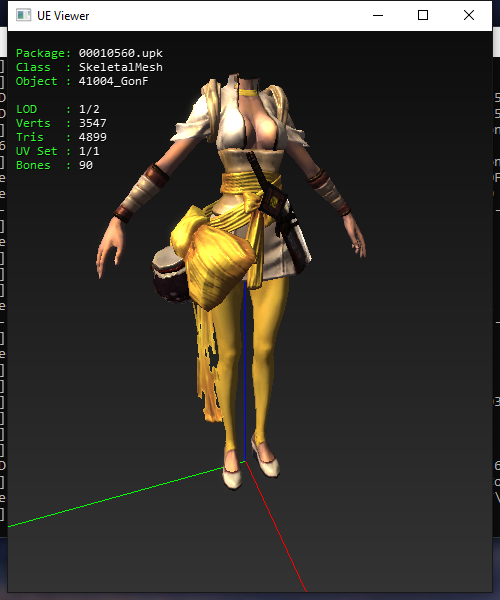 UE Viewer
Package: 00010560.upk
Class : SkeletalMesh
Object : 41004_GonF
LOD : 1/2
Verts : 3547
Tris : 4899
UV Set : 1/1
Bones : 90